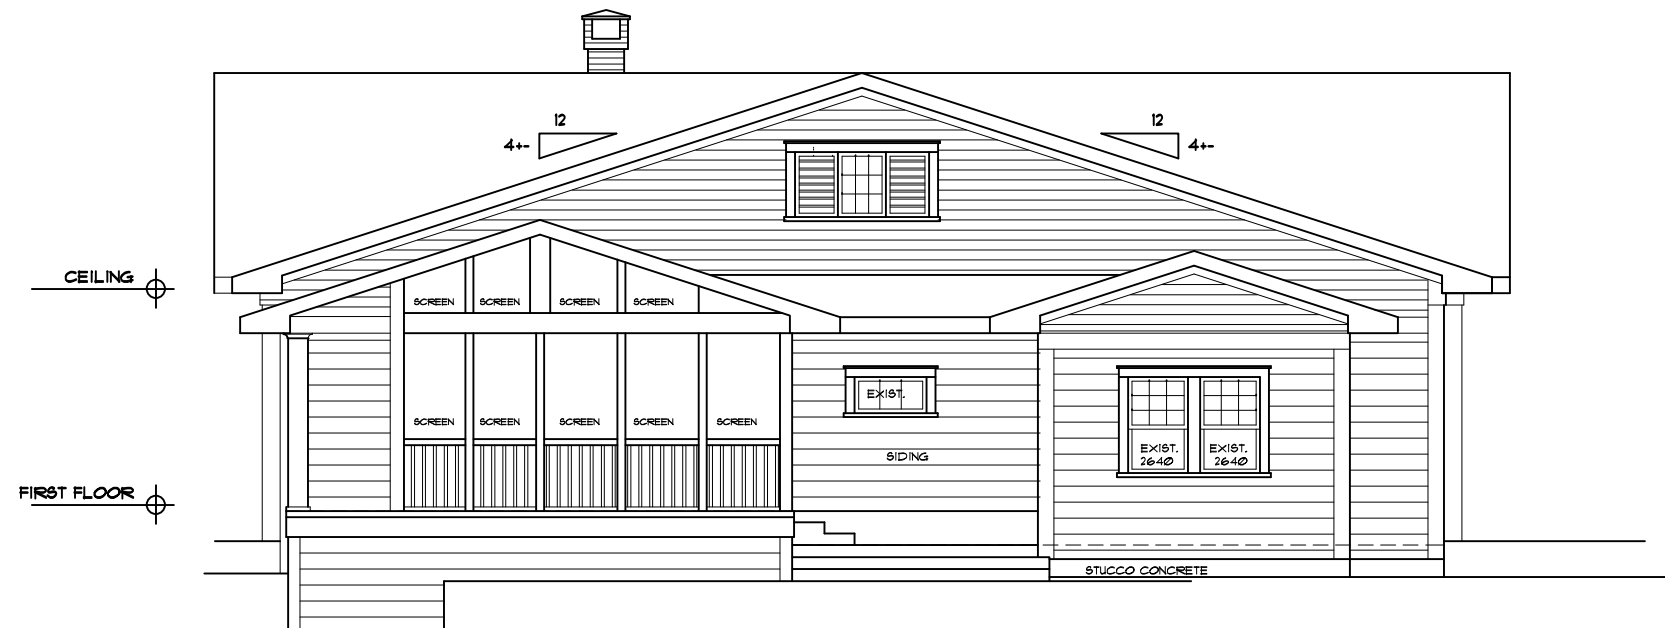 12
12
4+-
4+-
CEILING
SCREEN SCREEN SCREEN SCREEN
EXIST.
SCREEN SCREEN SCREEN SCREEN SCREEN
EXIST. EXIST.
2640 2640
SIDING
FIRST FLOOR
STUCCO CONCRETE